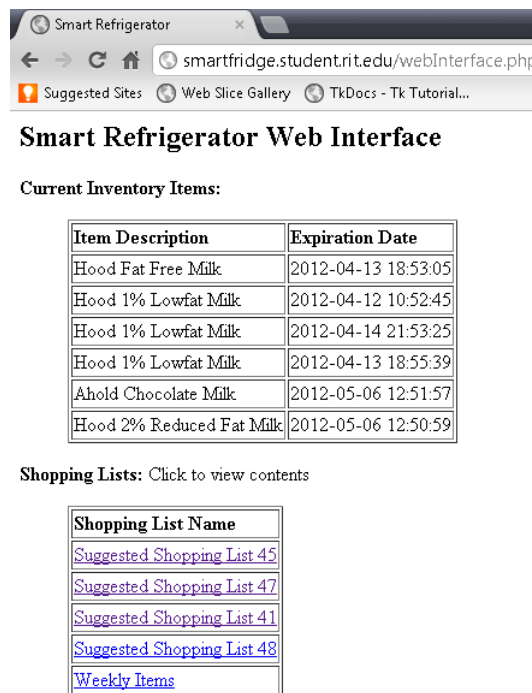 Smart Refrigerator
smartfridge.student.rit.edu/webInterface.php
Suggested Sites Web Slice Gallery TkDocs - Tk Tutorial...
Smart Refrigerator Web Interface
Current Inventory Items:
Item Description Expiration Date
Hood Fat Free Milk 2012-04-13 18:53:05
Hood 1% Lowfat Milk 2012-04-12 10:52:45
Hood 1% Lowfat Milk 2012-04-14 21:53:25
Hood 1% Lowfat Milk 2012-04-13 18:55:39
Ahold Chocolate Milk 2012-05-06 12:51:57
Hood 2% Reduced Fat Milk 2012-05-06 12:50:59
Shopping Lists: Click to view contents
Shopping List Name
Suggested Shopping List 45
Suggested Shopping List 47
Suggested Shopping List 41
Suggested Shopping List 48
Weekly Items